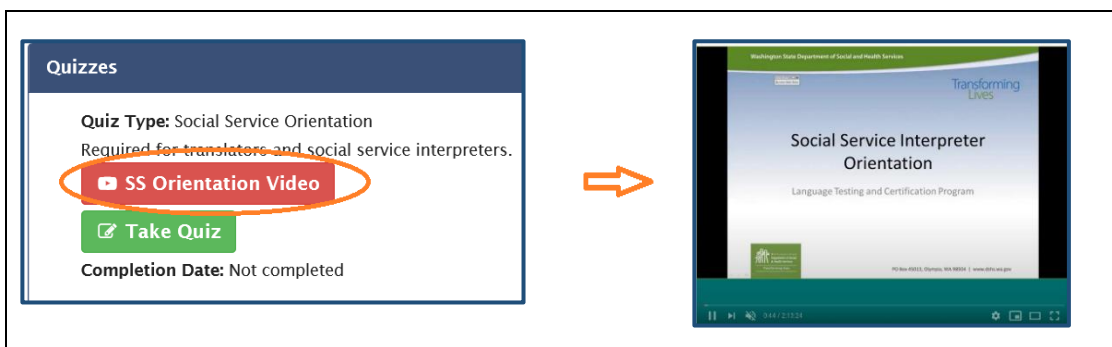 Quizzes
Quiz Type: Social Service Orientation
Required for translators and social service interpreters.
SS Orientation Video
Take Quiz
Completion Date: Not completed
Washington State Department of Social and Health Services
Transforming
Lives
Social Service Interpreter
Orientation
Language Testing and Certification Program
PO Box 45013, Olympia, WA 98504 | www.dshs.wa.gov
0:44 / 2:13:24